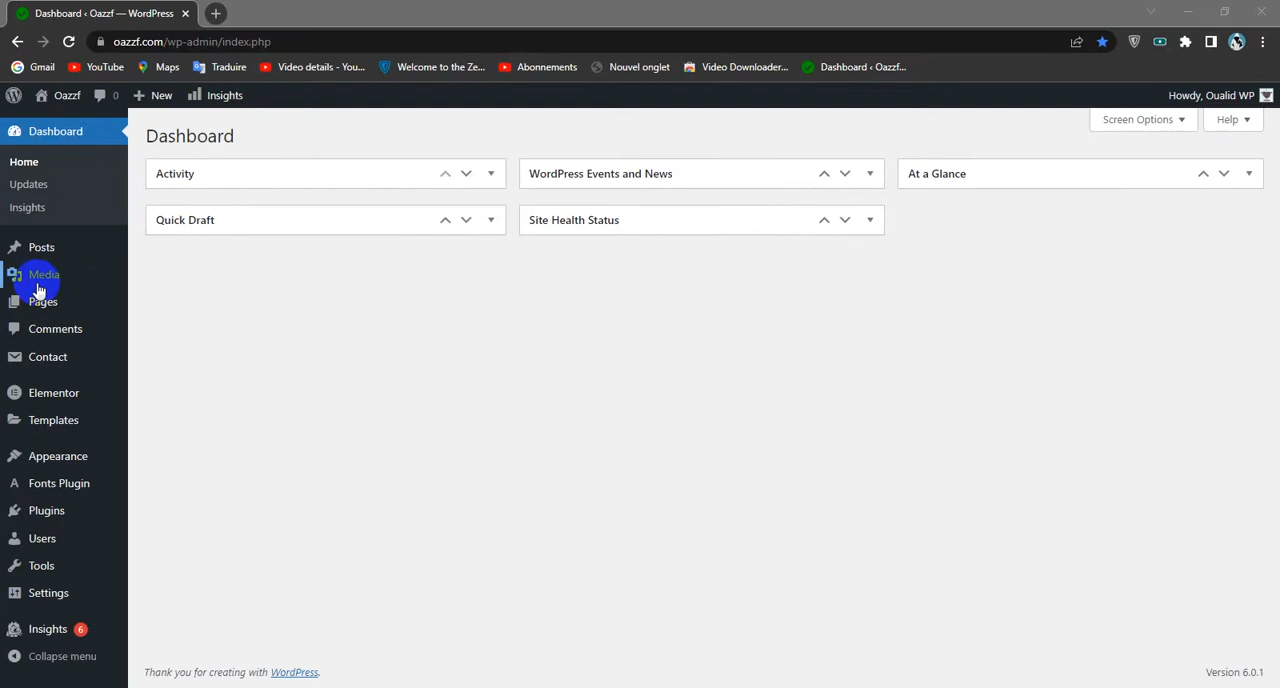 Dashboard ‹ Oazzf — WordPress
oazzf.com/wp-admin/index.php
Gmail YouTube Maps Traduire Video details - You... Welcome to the Ze... Abonnements Nouvel onglet Video Downloader... Dashboard ‹ Oazzf...
Oazzf 0 New Insights Howdy, Oualid WP
Screen Options Help
Dashboard
Home
Updates
Insights
Posts
Media
Pages
Comments
Contact
Elementor
Templates
Appearance
Fonts Plugin
Plugins
Users
Tools
Settings
Insights 6
Collapse menu
Dashboard
Activity
WordPress Events and News
At a Glance
Quick Draft
Site Health Status
Thank you for creating with WordPress.
Version 6.0.1